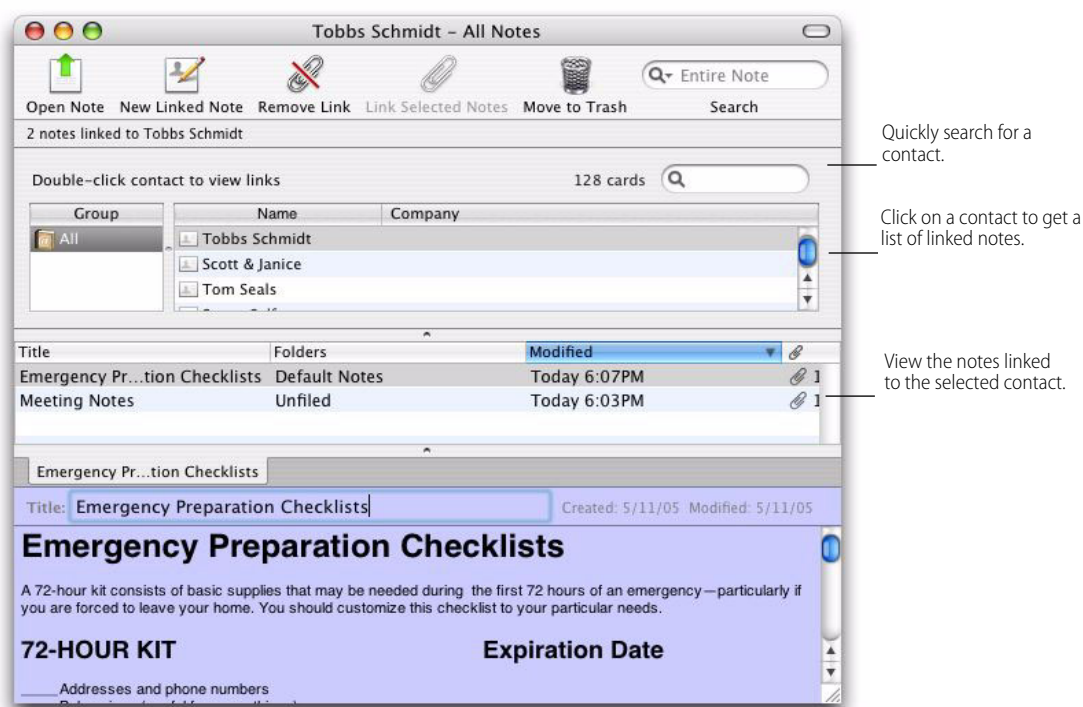 Tobbs Schmidt – All Notes
Open Note New Linked Note Remove Link Link Selected Notes Move to Trash Search
Entire Note
2 notes linked to Tobbs Schmidt
Double-click contact to view links 128 cards
Group Name Company
All Tobbs Schmidt
Scott & Janice
Tom Seals
Title Folders Modified
Emergency Pr...tion Checklists Default Notes Today 6:07PM 1
Meeting Notes Unfiled Today 6:03PM 1
Emergency Pr...tion Checklists
Title: Emergency Preparation Checklists Created: 5/11/05 Modified: 5/11/05
Emergency Preparation Checklists
A 72-hour kit consists of basic supplies that may be needed during the first 72 hours of an emergency—particularly if
you are forced to leave your home. You should customize this checklist to your particular needs.
72-HOUR KIT Expiration Date
_____Addresses and phone numbers
Quickly search for a
contact.
Click on a contact to get a
list of linked notes.
View the notes linked
to the selected contact.